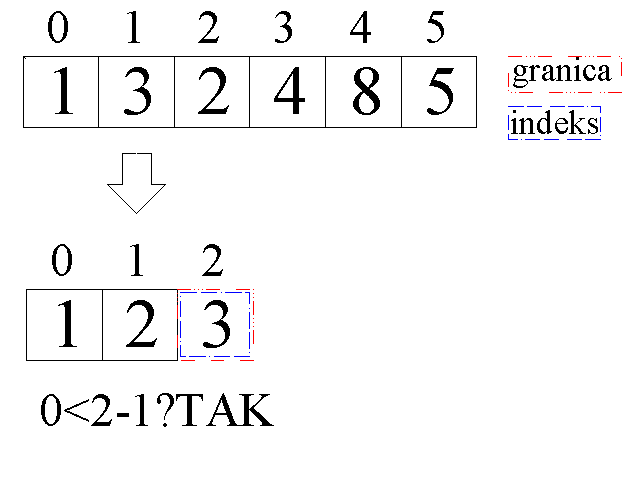 0 1 2 3 4 5
1 3 2 4 8 5
granica
indeks
0 1 2
1 2 3
0<2-1?TAK